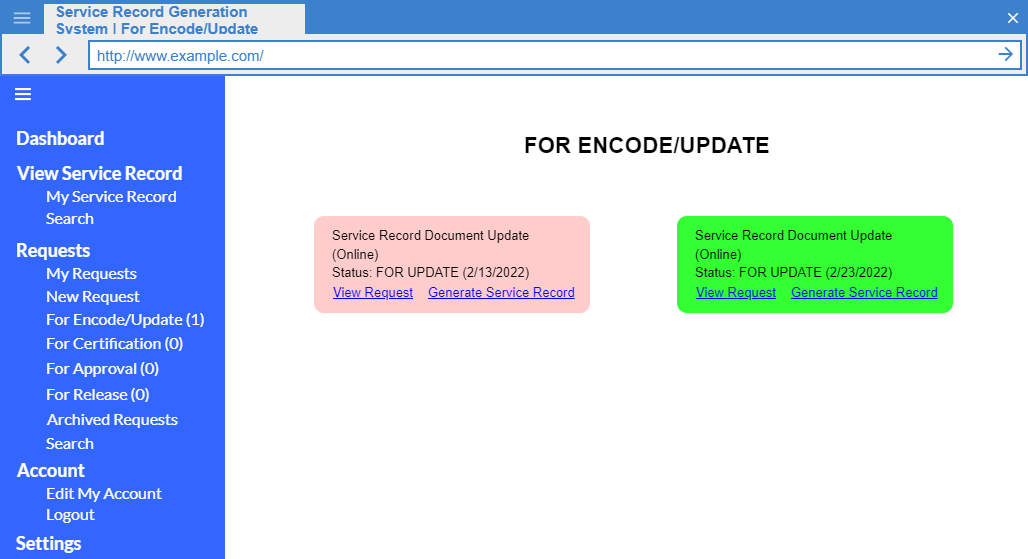 Service Record Generation
System | For Encode/Update
http://www.example.com/
Dashboard
View Service Record
My Service Record
Search
Requests
My Requests
New Request
For Encode/Update (1)
For Certification (0)
For Approval (0)
For Release (0)
Archived Requests
Search
Account
Edit My Account
Logout
Settings
FOR ENCODE/UPDATE
Service Record Document Update
(Online)
Status: FOR UPDATE (2/13/2022)
View Request Generate Service Record
Service Record Document Update
(Online)
Status: FOR UPDATE (2/23/2022)
View Request Generate Service Record